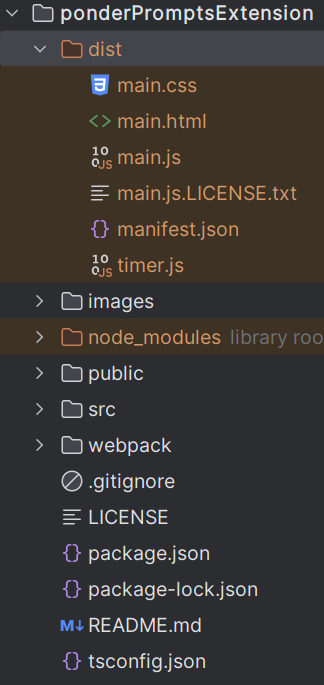 ponderPromptsExtension
dist
main.css
main.html
main.js
main.js.LICENSE.txt
manifest.json
timer.js
images
node_modules library roo
public
src
webpack
.gitignore
LICENSE
package.json
package-lock.json
README.md
tsconfig.json